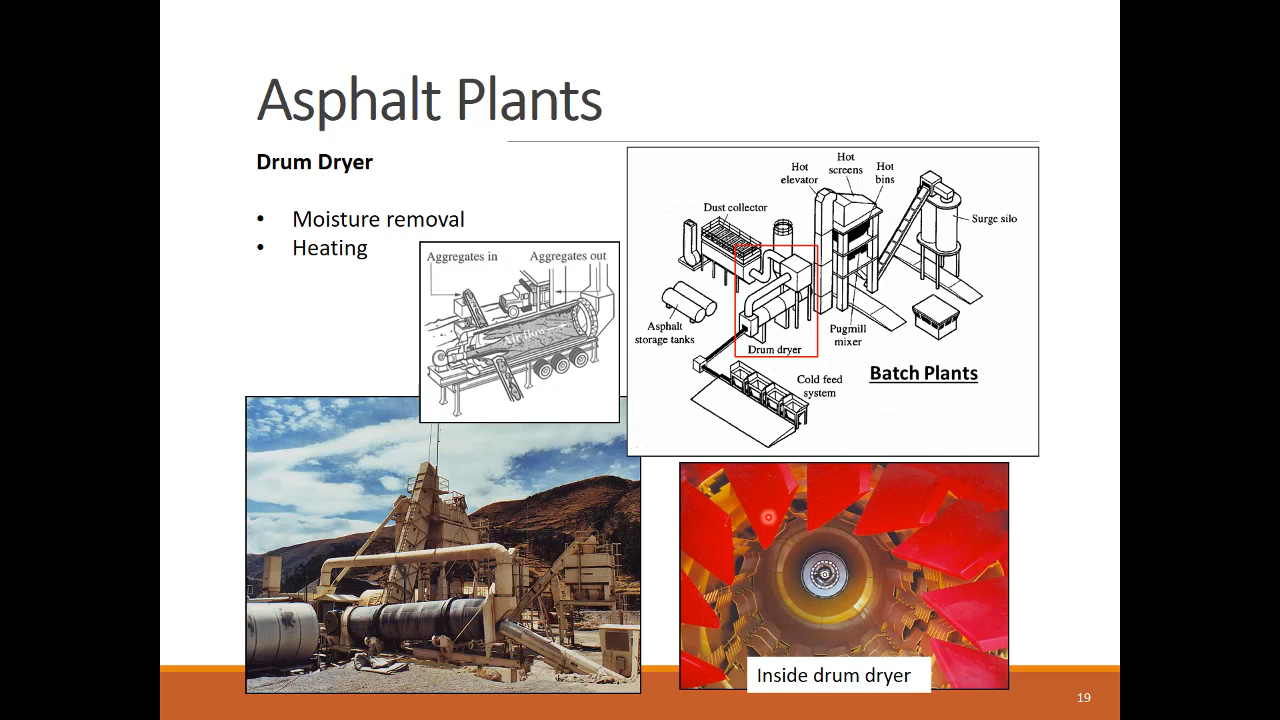 Asphalt Plants
Drum Dryer
• Moisture removal
• Heating
Aggregates in
Aggregates out
Air flow
Hot
elevator
Hot
screens
Hot
bins
Dust collector
Surge silo
Asphalt
storage tanks
Drum dryer
Pugmill
mixer
Batch Plants
Cold feed
system
Inside drum dryer
19